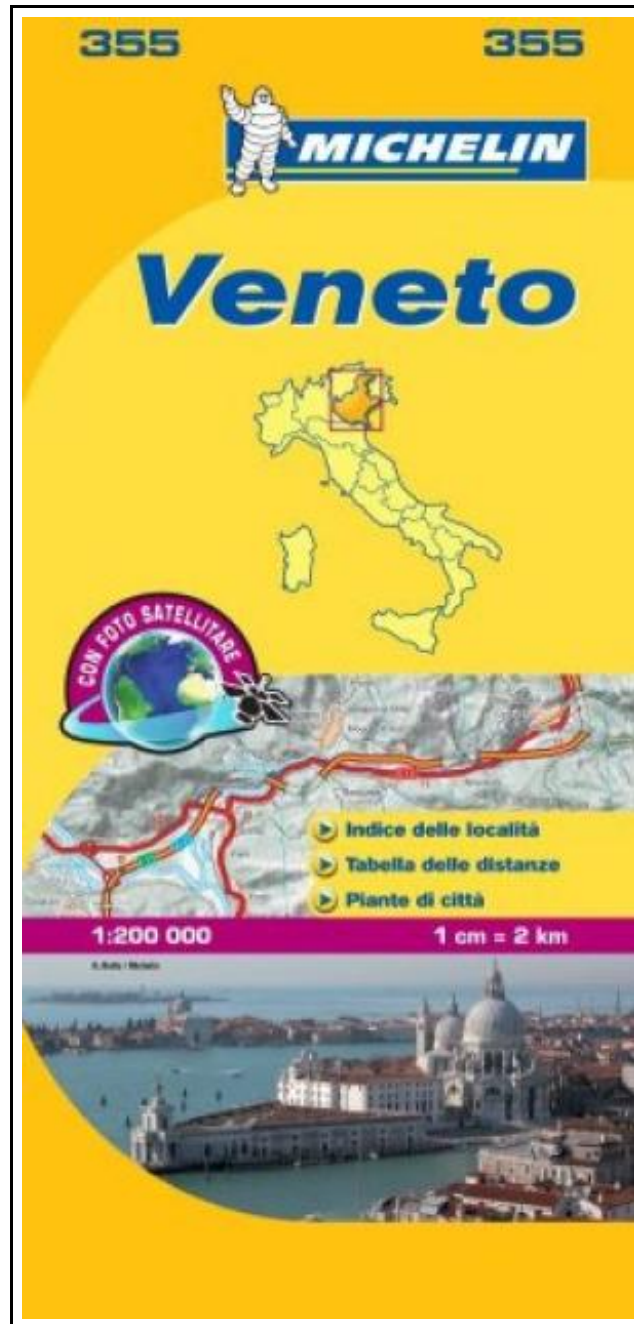 355 355
MICHELIN
Veneto
CON FOTO SATELLITARE
Indice delle località
Tabella delle distanze
Piante di città
1:200 000 1 cm = 2 km